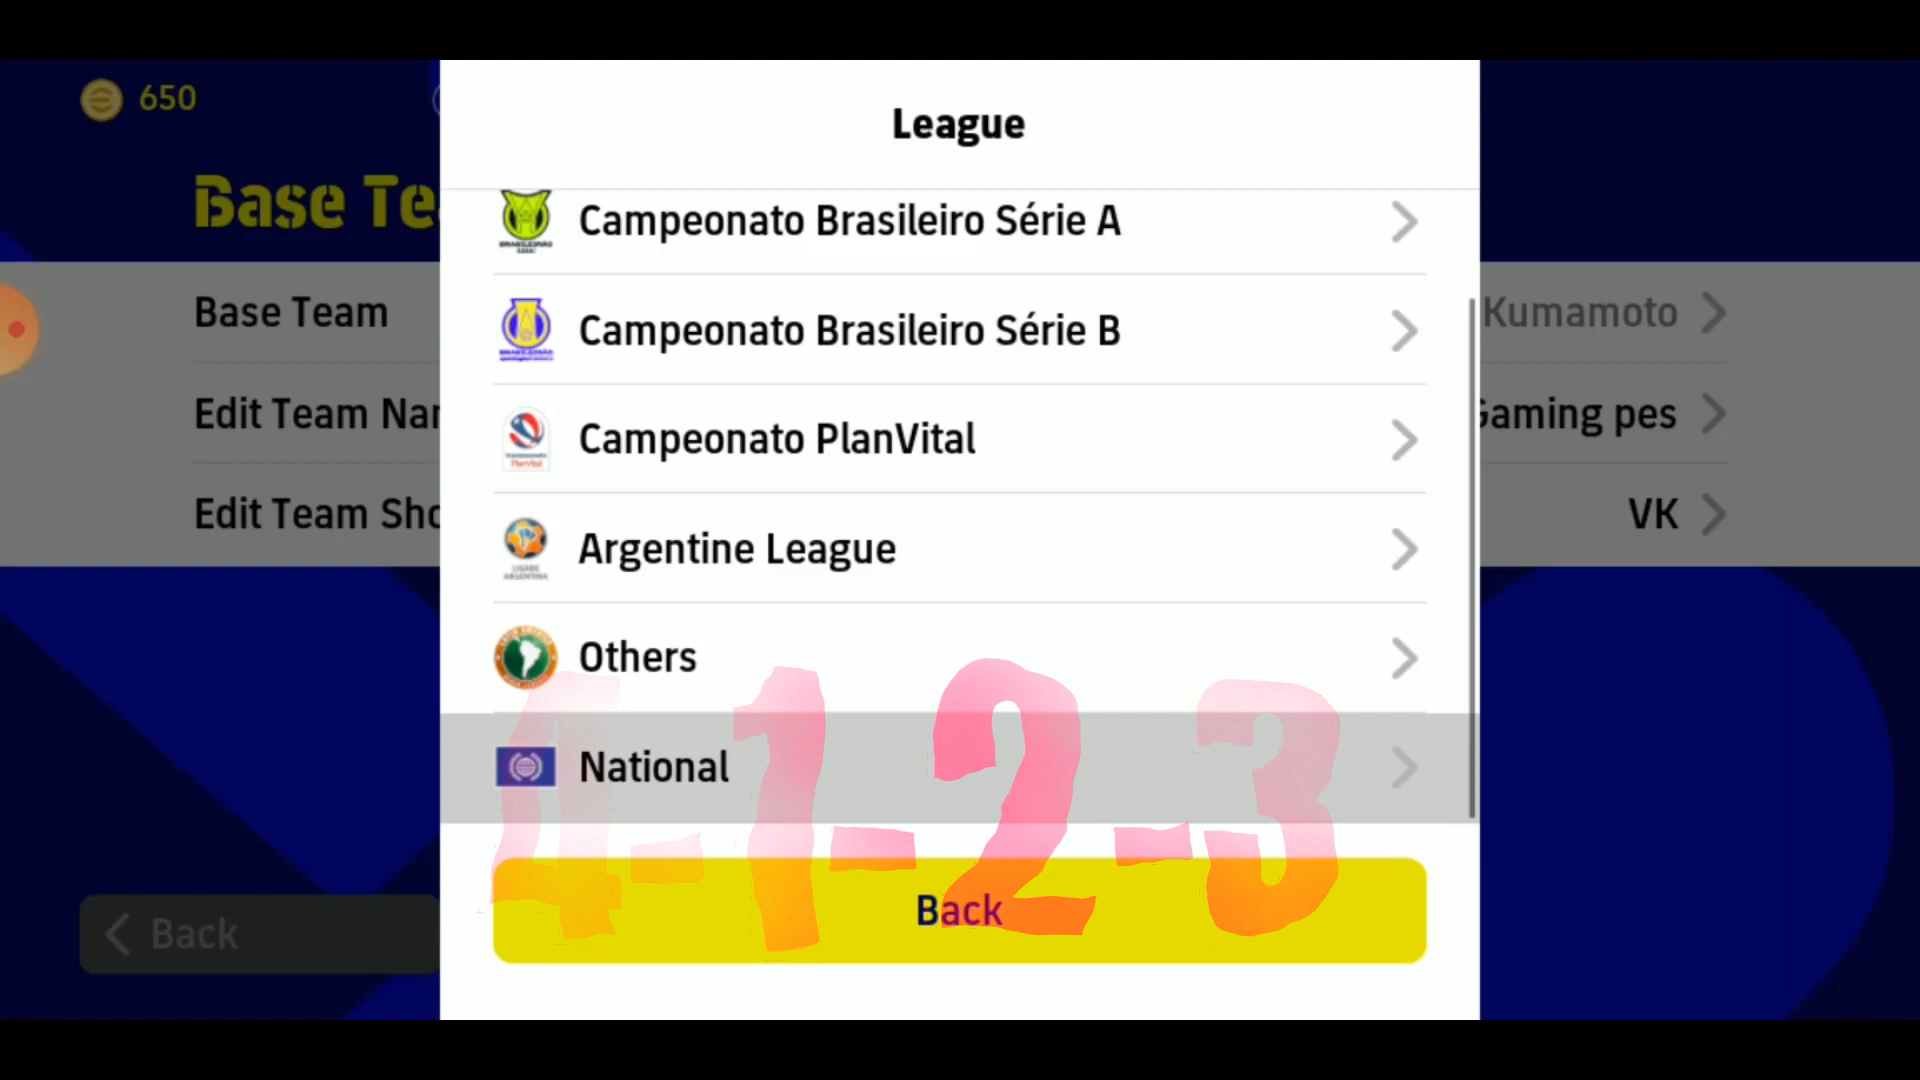 650
League
Base Te
Campeonato Brasileiro Série A
Base Team
Campeonato Brasileiro Série B
Kumamoto
Edit Team Nar
Campeonato PlanVital
Gaming pes
Edit Team Sho
Argentine League
VK
Others
National
4-1-2-3
Back
Back